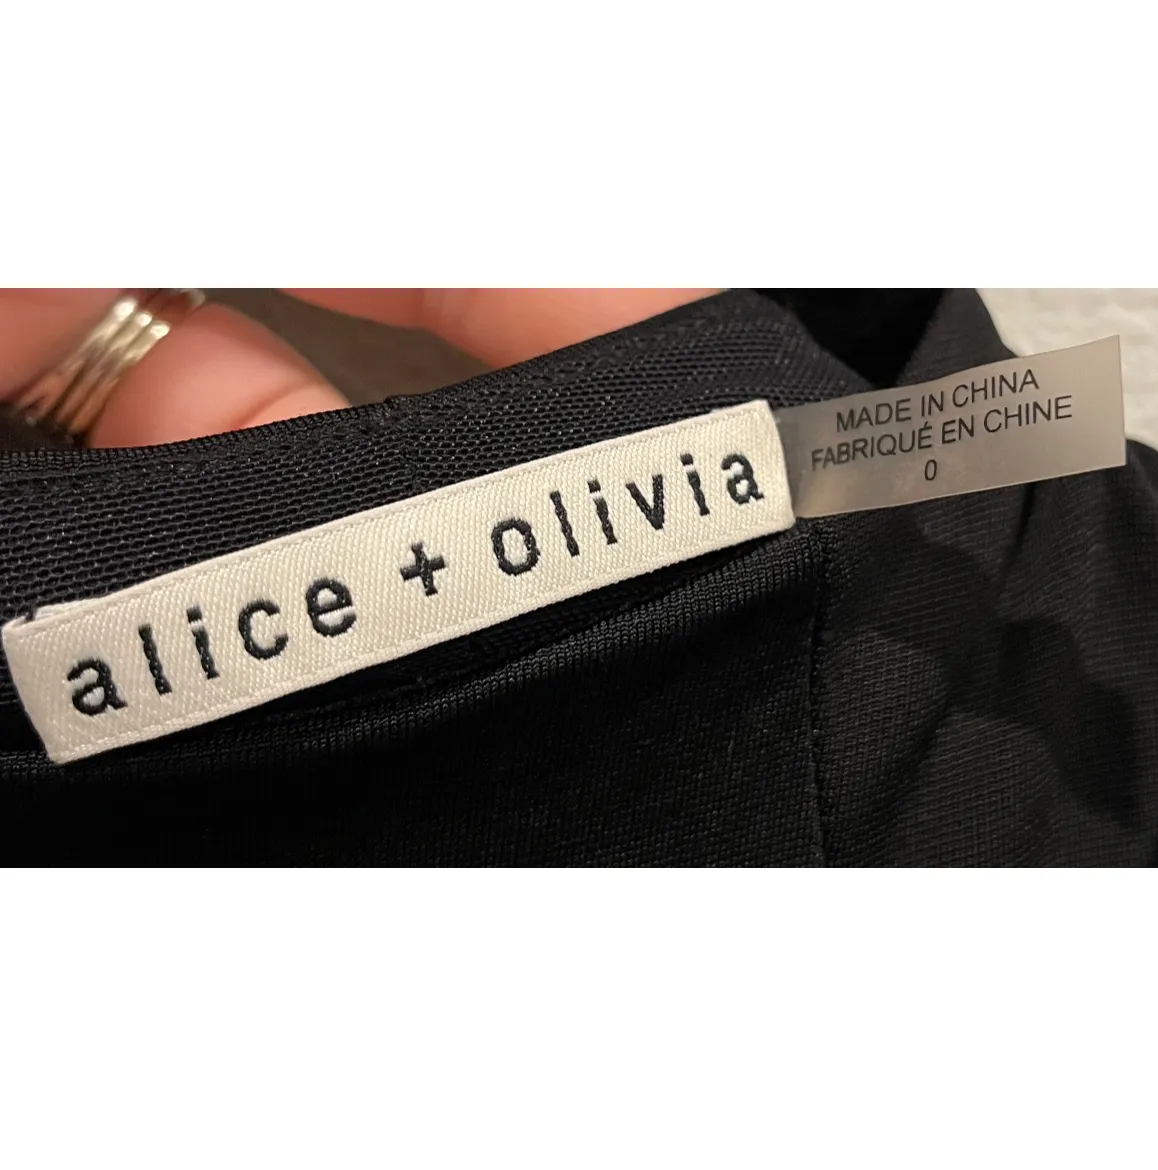 alice + olivia
MADE IN CHINA
FABRIQUÉ EN CHINE
0